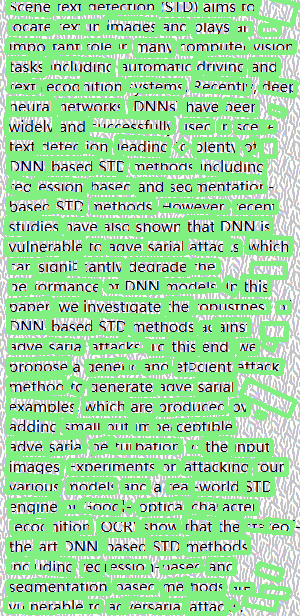 Scene text detection (STD) aims to
locate text in images and plays an
important role in many computer vision
tasks including automatic driving and
text recognition systems. Recently, deep
neural networks (DNNs) have been
widely and successfully used in scene
text detection, leading to plenty of
DNN-based STD methods including
regression-based and segmentation-
based STD methods. However, recent
studies have also shown that DNN is
vulnerable to adversarial attacks, which
can significantly degrade the
performance of DNN models. In this
paper, we investigate the robustness of
DNN-based STD methods against
adversarial attacks. To this end, we
propose a generic and efficient attack
method to generate adversarial
examples, which are produced by
adding small but imperceptible
adversarial perturbation to the input
images. Experiments on attacking four
various models and a real-world STD
engine of Google optical character
recognition (OCR) show that the state-of-
the-art DNN-based STD methods
including regression-based and
segmentation-based methods are
vulnerable to adversarial attacks.